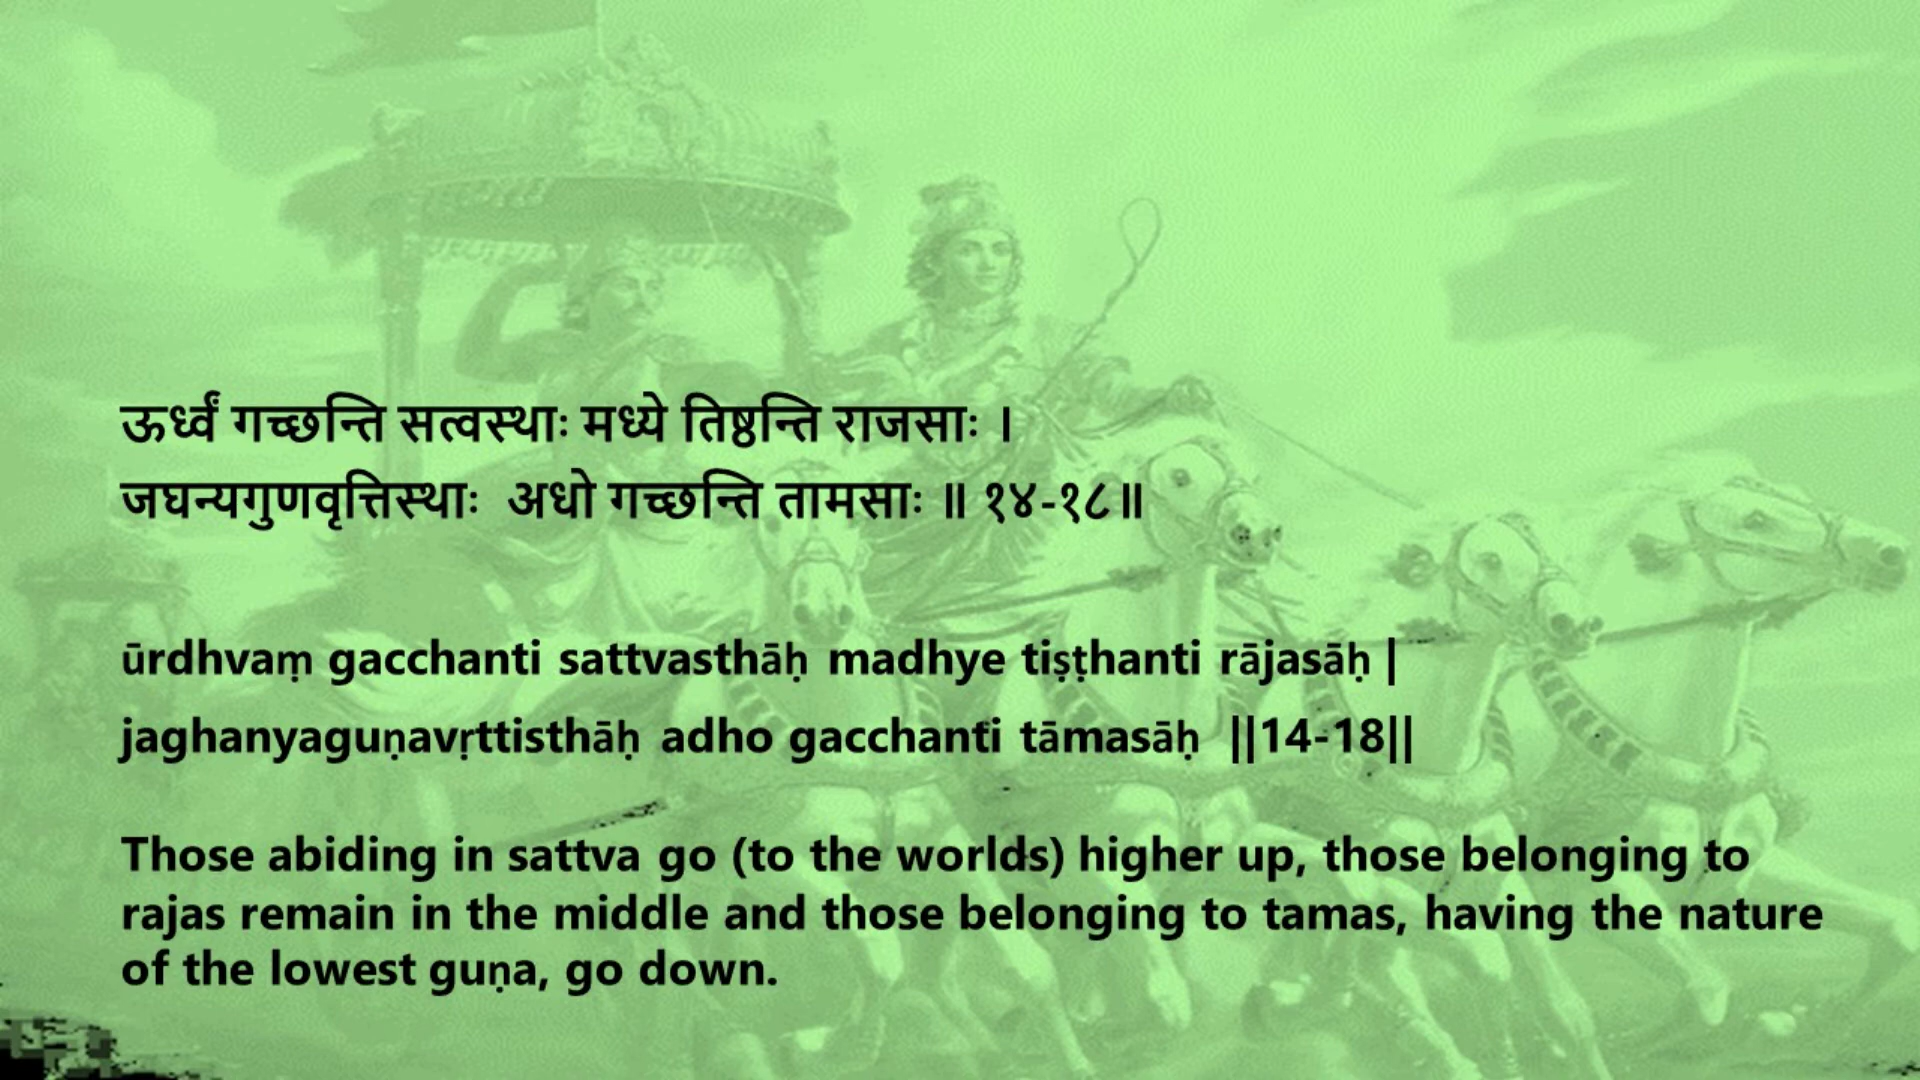 ऊर्ध्वं गच्छन्ति सत्वस्थाः मध्ये तिष्ठन्ति राजसाः ।
जघन्यगुणवृत्तिस्थाः अधो गच्छन्ति तामसाः ॥ १४-१८॥
ūrdhvaṃ gacchanti sattvasthāḥ madhye tiṣṭhanti rājasāḥ |
jaghanyaguṇavṛttisthāḥ adho gacchanti tāmasāḥ ||14-18||
Those abiding in sattva go (to the worlds) higher up, those belonging to
rajas remain in the middle and those belonging to tamas, having the nature
of the lowest guṇa, go down.